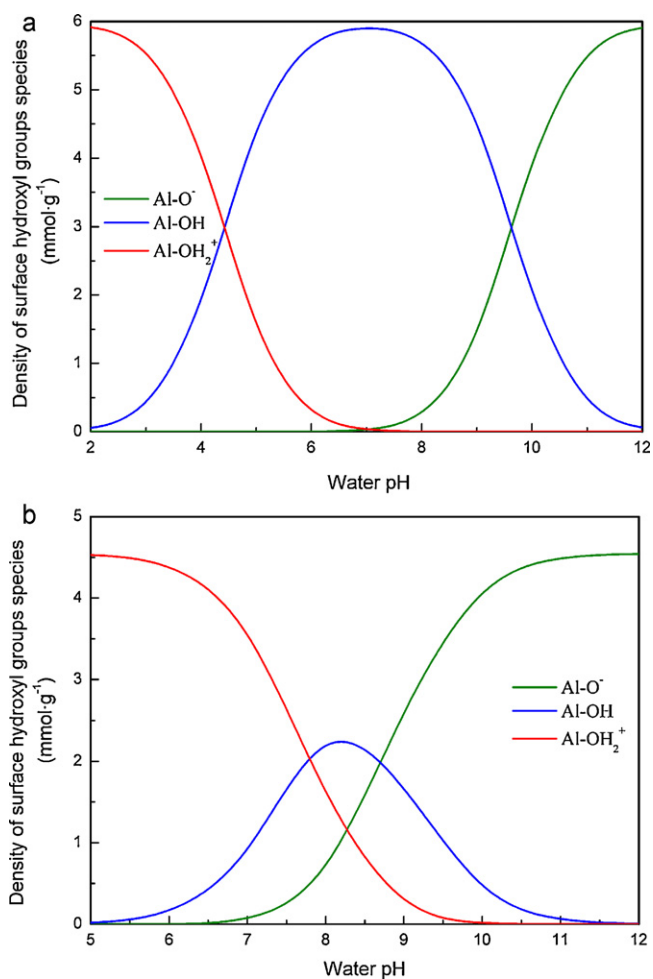 a
6
5
4
3
2
1
0
Density of surface hydroxyl groups species
(mmol·g⁻¹)
Al-O⁻
Al-OH
Al-OH₂⁺
2 4 6 8 10 12
Water pH
b
5
4
3
2
1
0
Density of surface hydroxyl groups species
(mmol·g⁻¹)
Al-O⁻
Al-OH
Al-OH₂⁺
5 6 7 8 9 10 11 12
Water pH